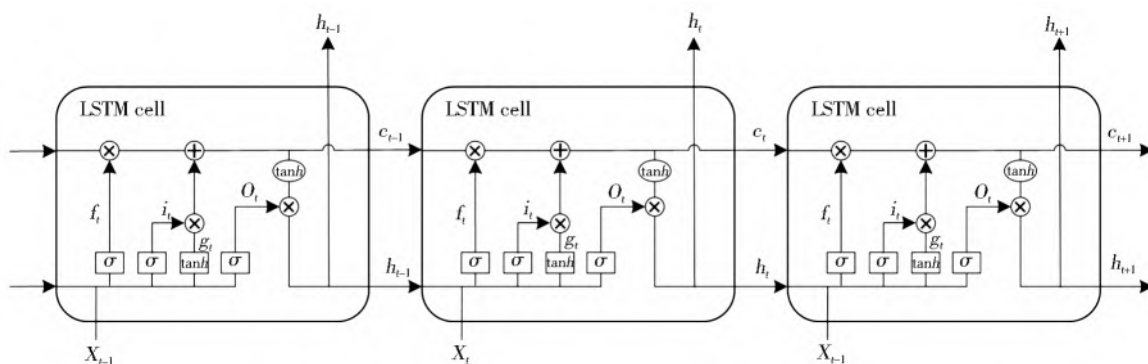 h_{t-1} h_t h_{t+1}
LSTM cell LSTM cell LSTM cell
c_{t-1} c_t c_{t+1}
tanh tanh tanh
O_t O_t O_t
f_t i_t f_t i_t f_t i_t
g_t g_t g_t
σ σ tanh σ σ σ tanh σ σ σ tanh σ
h_{t-1} h_t h_{t+1}
X_{t-1} X_t X_{t-1}